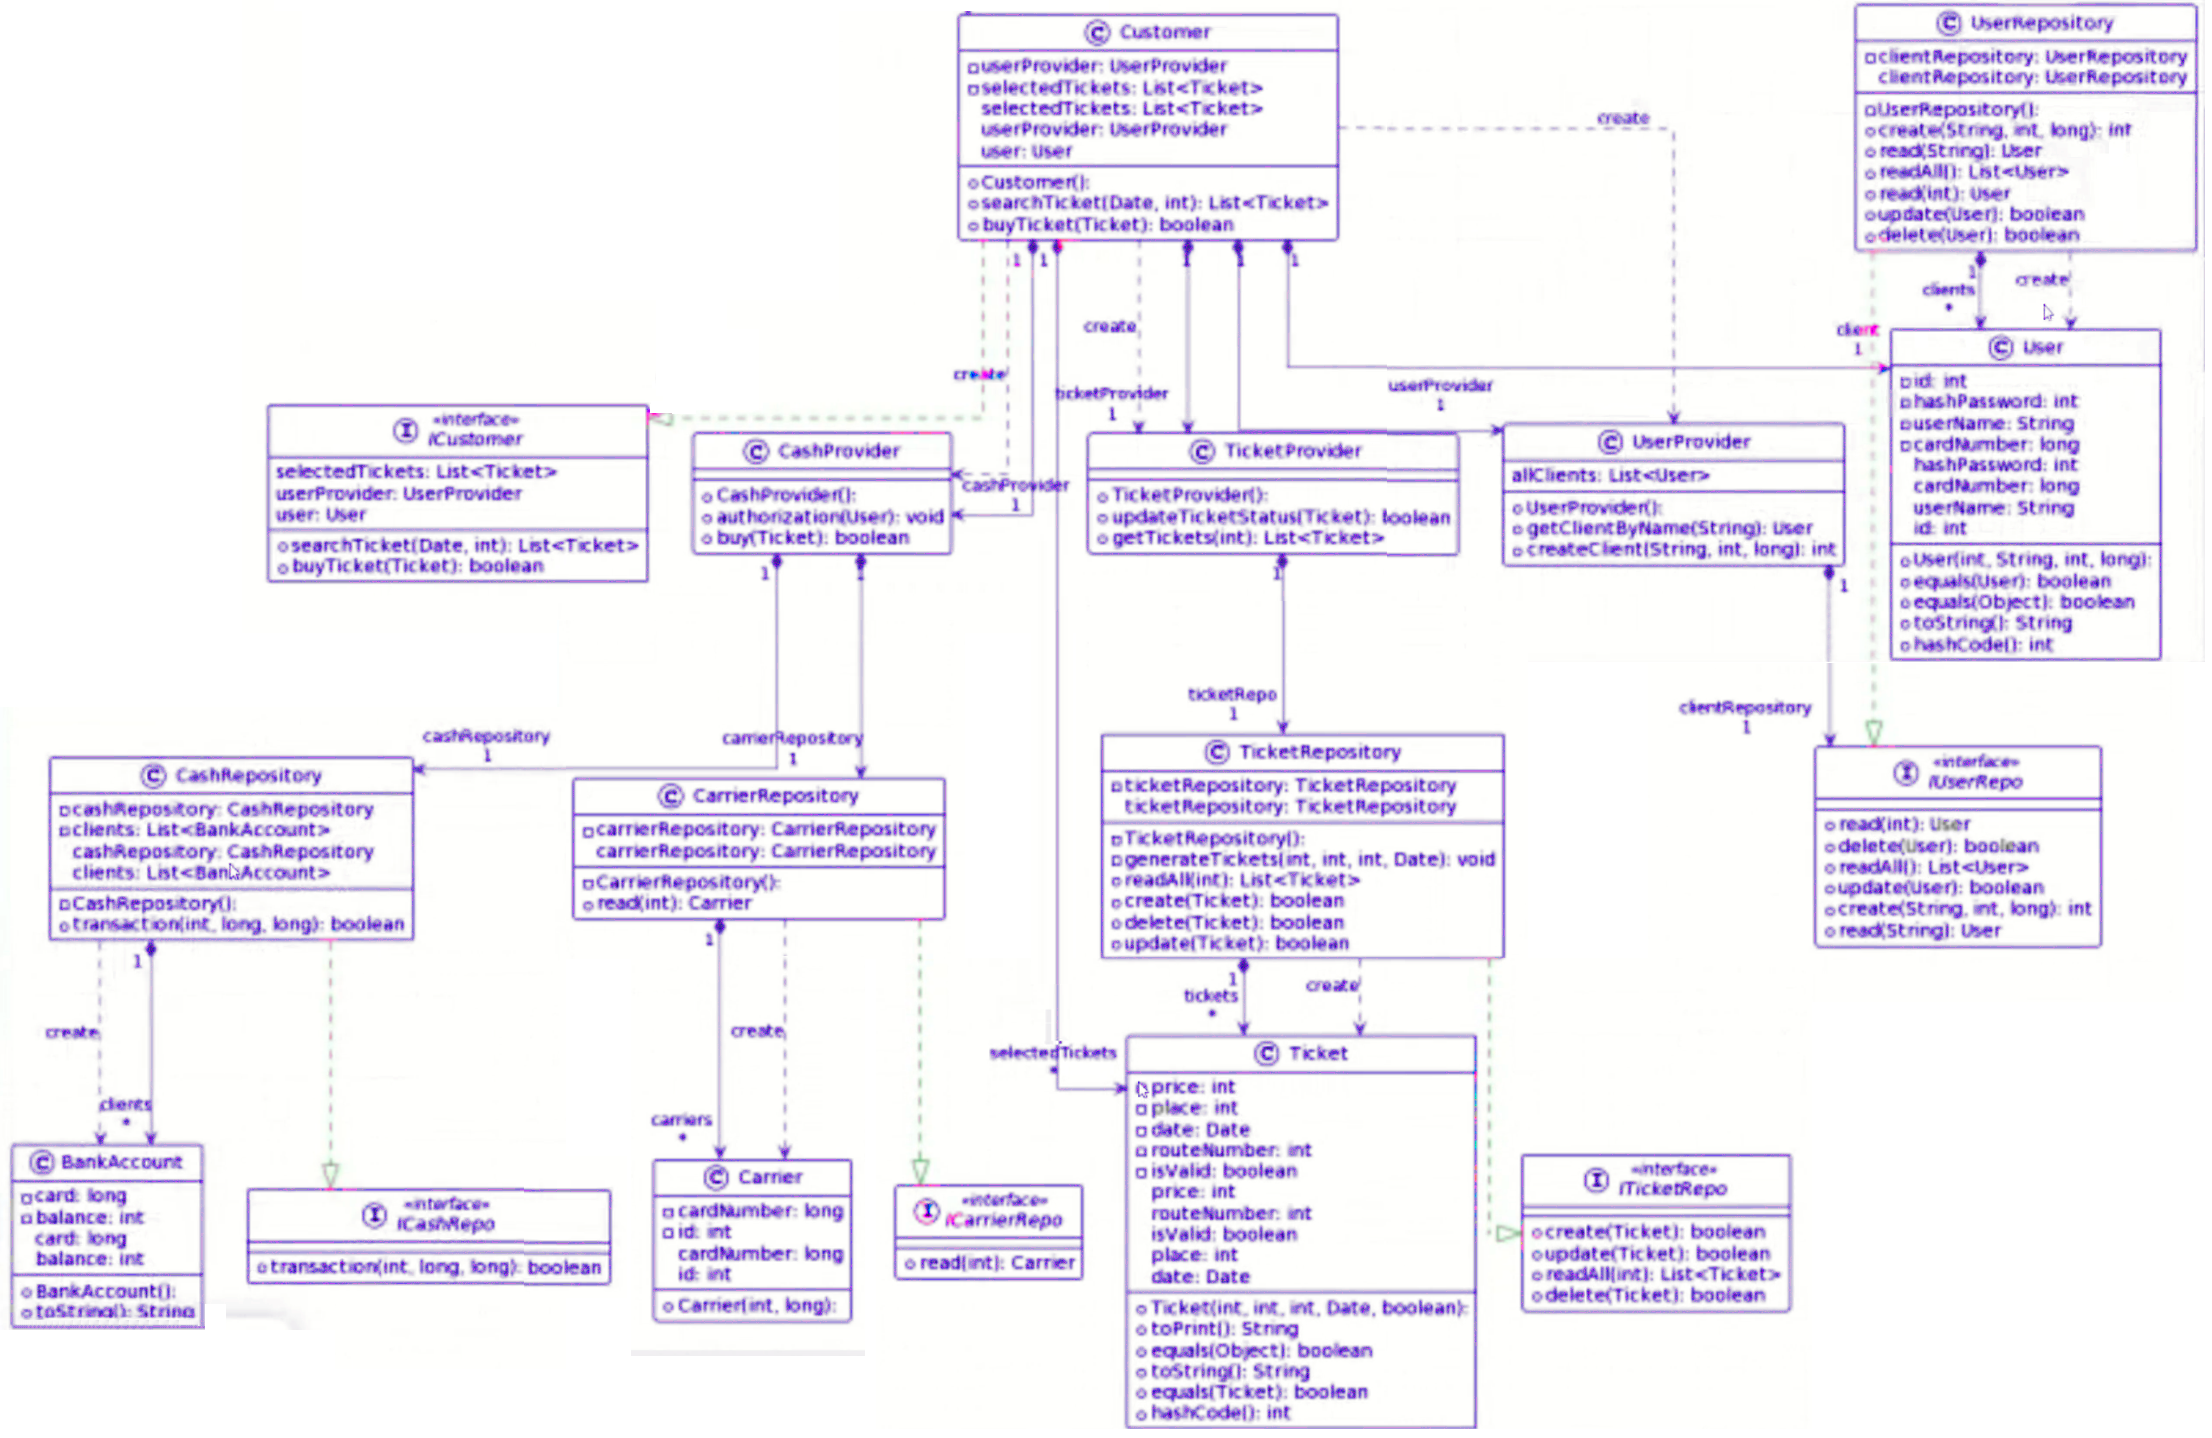 C Customer
userProvider: UserProvider
selectedTickets: List<Ticket>
selectedTickets: List<Ticket>
userProvider: UserProvider
user: User
Customer():
searchTicket(Date, int): List<Ticket>
buyTicket(Ticket): boolean
C UserRepository
clientRepository: UserRepository
clientRepository: UserRepository
UserRepository():
create(String, int, long): int
read(String): User
readAll(): List<User>
read(int): User
update(User): boolean
delete(User): boolean
create
1
1
1
1
1
1
clients
*
create
create
create
client
1
ticketProvider
1
userProvider
1
cashProvider
1
C User
id: int
hashPassword: int
userName: String
cardNumber: long
hashPassword: int
cardNumber: long
userName: String
id: int
User(int, String, int, long):
equals(User): boolean
equals(Object): boolean
toString(): String
hashCode(): int
I «interface»
ICustomer
selectedTickets: List<Ticket>
userProvider: UserProvider
user: User
searchTicket(Date, int): List<Ticket>
buyTicket(Ticket): boolean
C CashProvider
CashProvider():
authorization(User): void
buy(Ticket): boolean
C TicketProvider
TicketProvider():
updateTicketStatus(Ticket): boolean
getTickets(int): List<Ticket>
C UserProvider
allClients: List<User>
UserProvider():
getClientByName(String): User
createClient(String, int, long): int
1
1
1
1
cashRepository
1
carrierRepository
1
ticketRepo
1
clientRepository
1
C CashRepository
cashRepository: CashRepository
clients: List<BankAccount>
cashRepository: CashRepository
clients: List<BankAccount>
CashRepository():
transaction(int, long, long): boolean
C CarrierRepository
carrierRepository: CarrierRepository
carrierRepository: CarrierRepository
CarrierRepository():
read(int): Carrier
C TicketRepository
ticketRepository: TicketRepository
ticketRepository: TicketRepository
TicketRepository():
generateTickets(int, int, int, Date): void
readAll(int): List<Ticket>
create(Ticket): boolean
delete(Ticket): boolean
update(Ticket): boolean
I «interface»
IUserRepo
read(int): User
delete(User): boolean
readAll(): List<User>
update(User): boolean
create(String, int, long): int
read(String): User
1
create
clients
*
1
create
carriers
*
1
tickets
*
create
selectedTickets
*
C BankAccount
card: long
balance: int
card: long
balance: int
BankAccount():
toString(): String
I «interface»
ICashRepo
transaction(int, long, long): boolean
C Carrier
cardNumber: long
id: int
cardNumber: long
id: int
Carrier(int, long):
I «interface»
ICarrierRepo
read(int): Carrier
C Ticket
price: int
place: int
date: Date
routeNumber: int
isValid: boolean
price: int
routeNumber: int
isValid: boolean
place: int
date: Date
Ticket(int, int, int, Date, boolean):
toPrint(): String
equals(Object): boolean
toString(): String
equals(Ticket): boolean
hashCode(): int
I «interface»
ITicketRepo
create(Ticket): boolean
update(Ticket): boolean
readAll(int): List<Ticket>
delete(Ticket): boolean